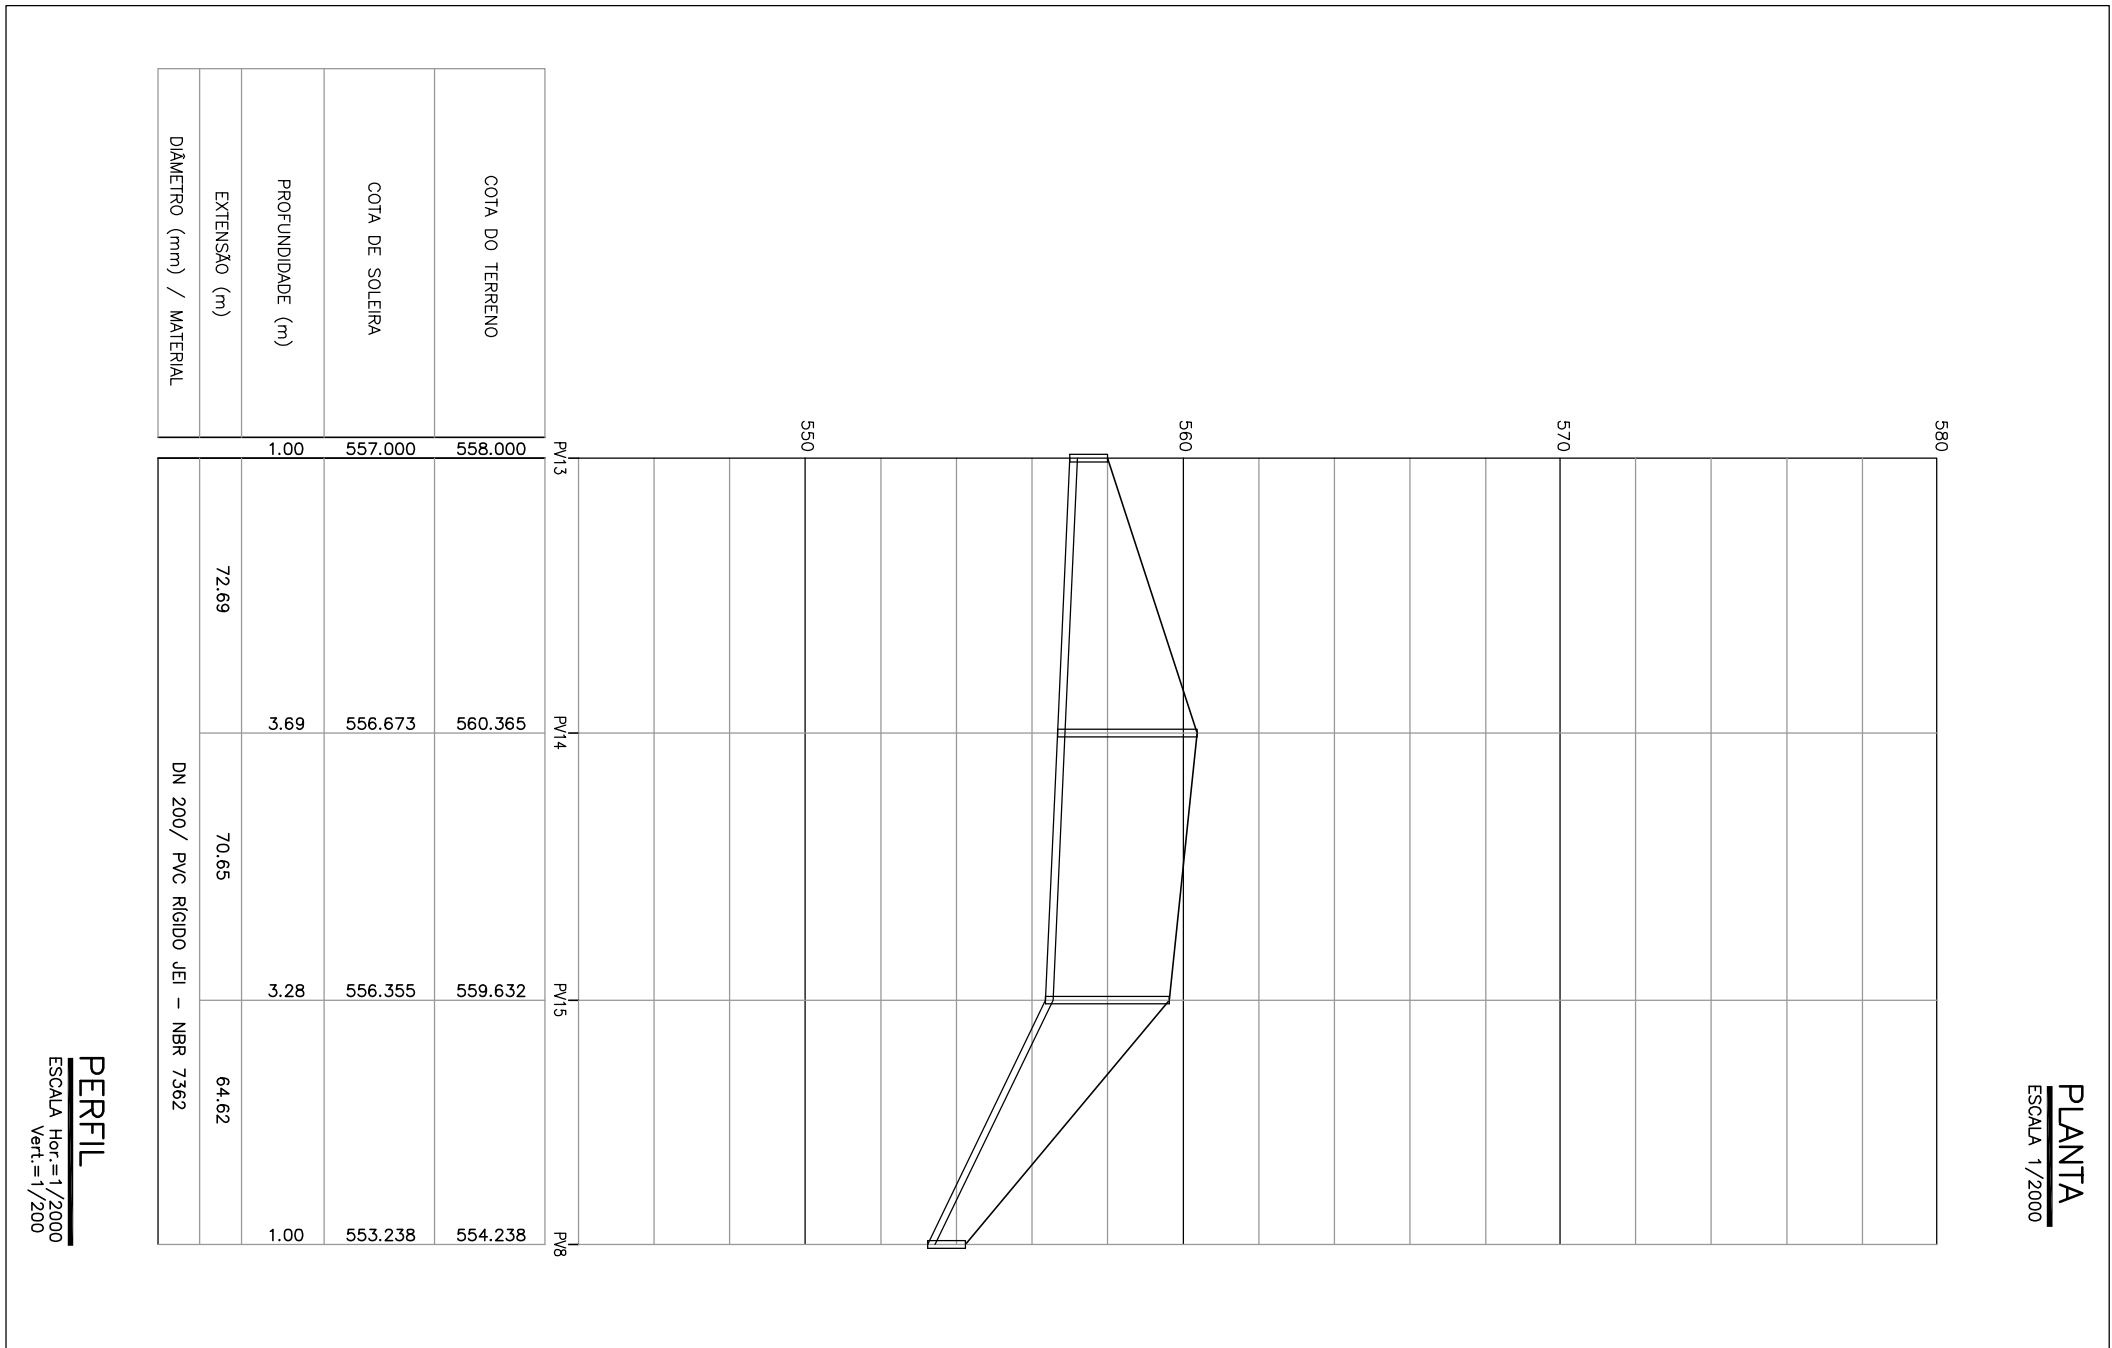 PLANTA
ESCALA 1/2000
580
570
560
550
PV13
PV14
PV15
PV8
COTA DO TERRENO
558.000
560.365
559.632
554.238
COTA DE SOLEIRA
557.000
556.673
556.355
553.238
PROFUNDIDADE (m)
1.00
3.69
3.28
1.00
EXTENSÃO (m)
72.69
70.65
64.62
DIÂMETRO (mm) / MATERIAL
DN 200/ PVC RÍGIDO JEI – NBR 7362
PERFIL
ESCALA Hor.=1/2000
Vert.=1/200